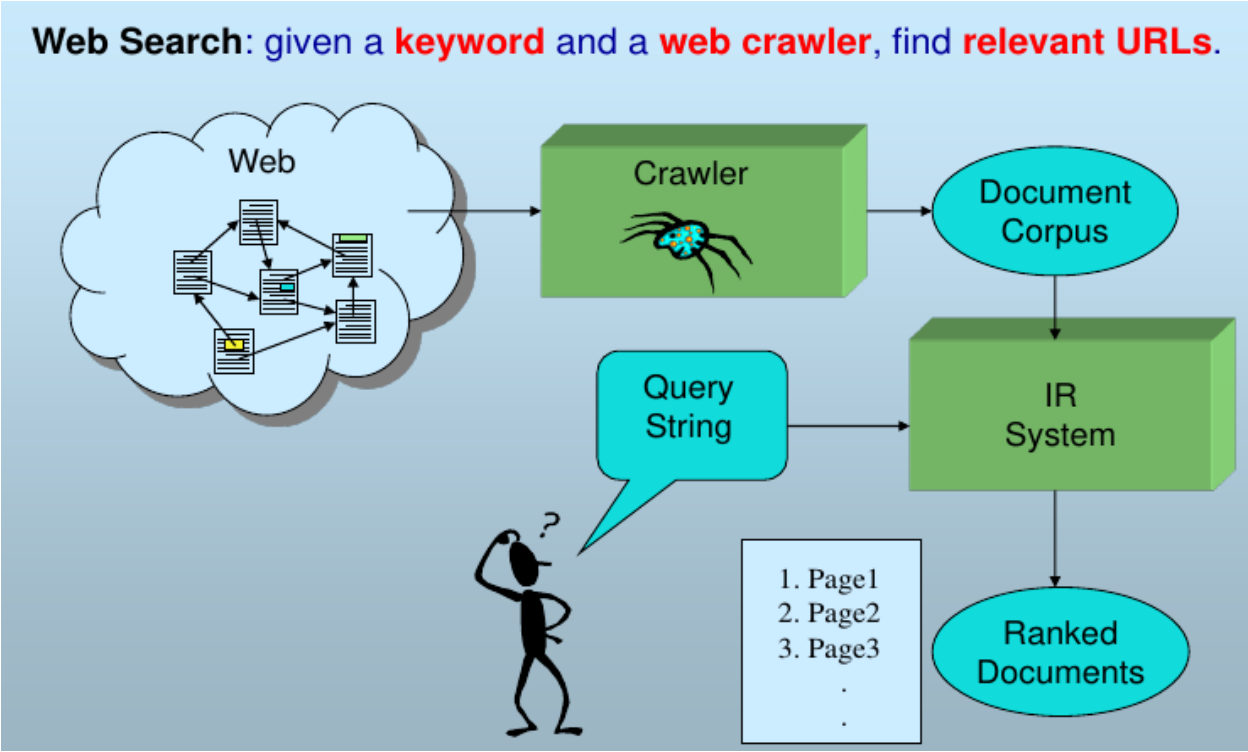 Web Search: given a keyword and a web crawler, find relevant URLs.
Web
Crawler
Document
Corpus
Query
String
IR
System
?
1. Page1
2. Page2
3. Page3
.
.
Ranked
Documents